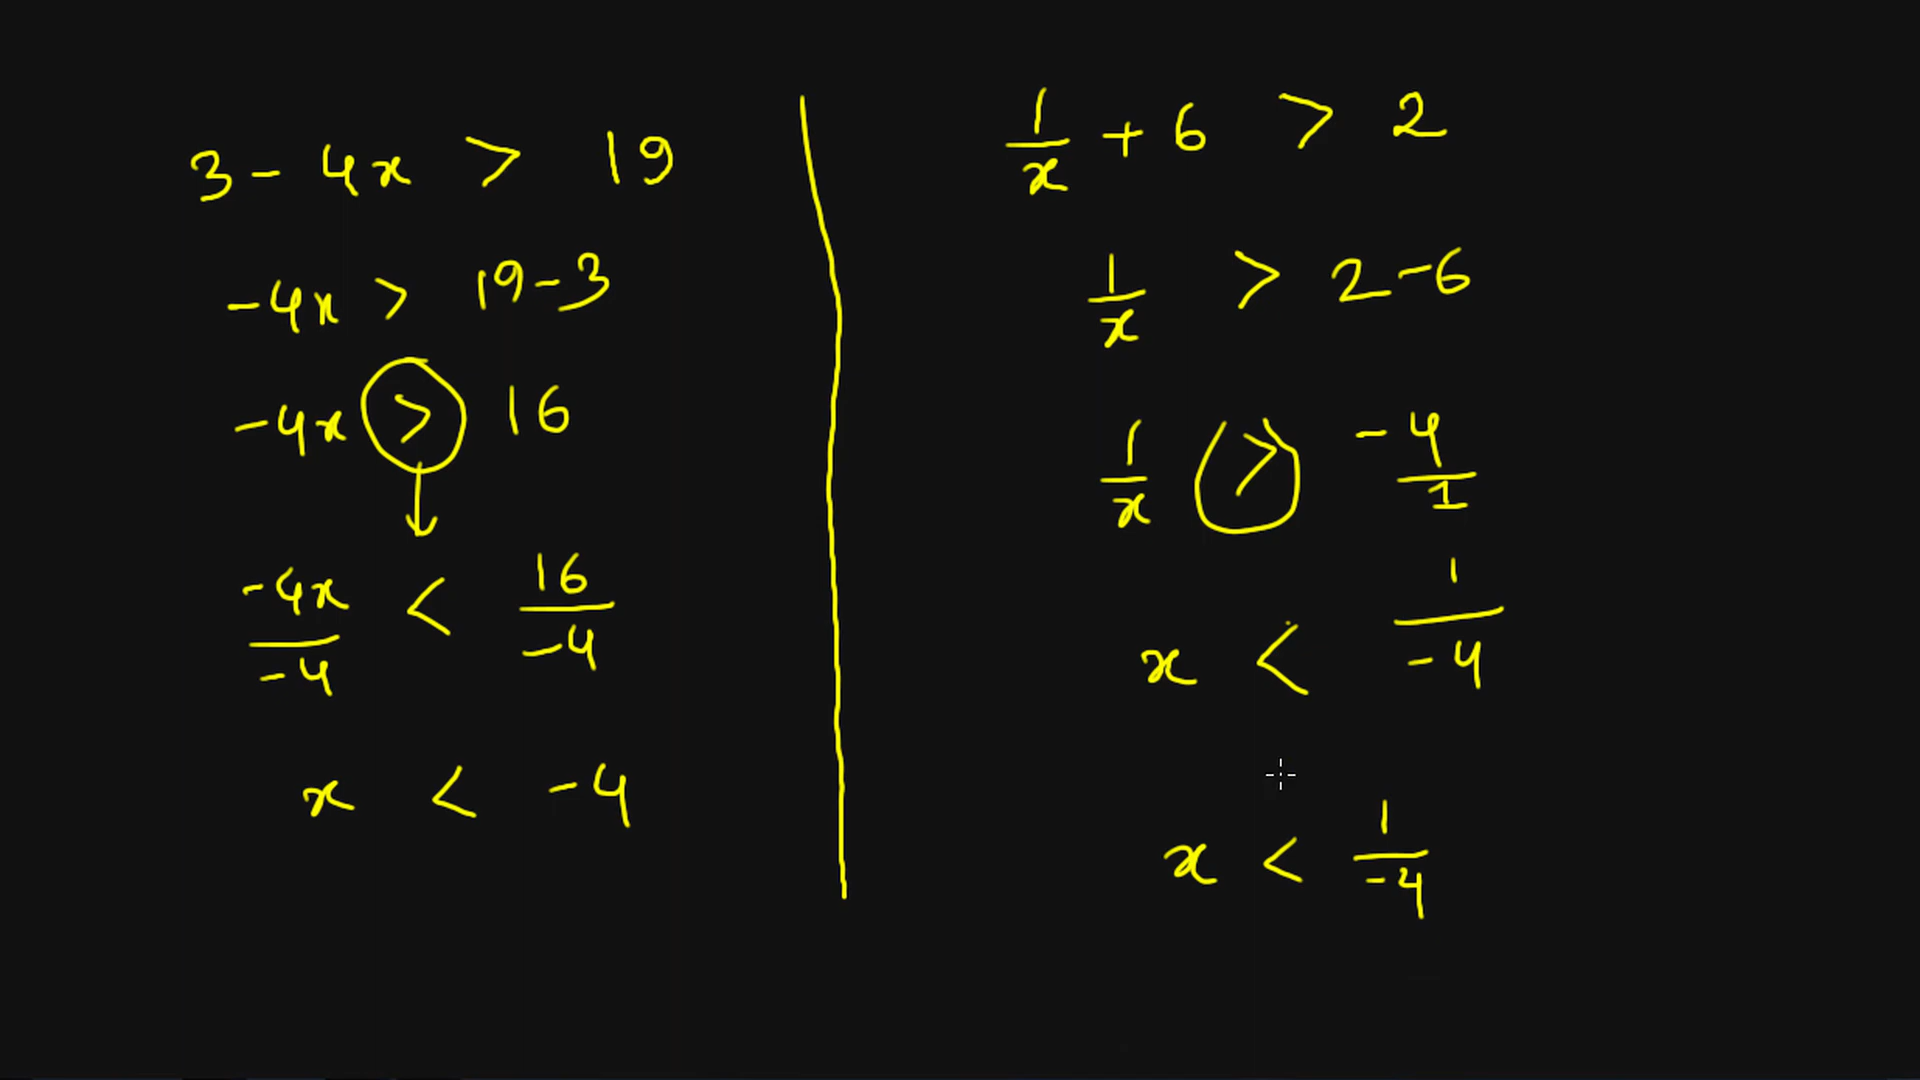 3 - 4x > 19
-4x > 19-3
-4x > 16
-4x/-4 < 16/-4
x < -4
1/x + 6 > 2
1/x > 2-6
1/x > -4/1
x < 1/-4
x < 1/-4